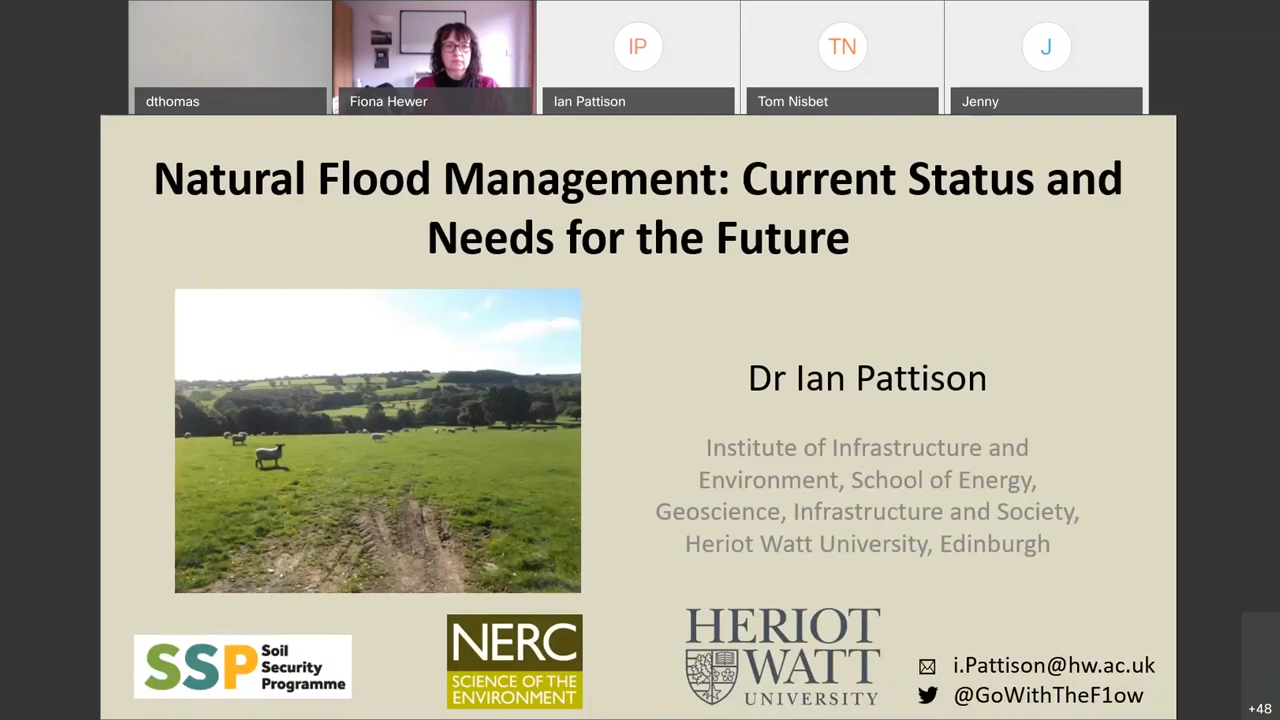 IP
TN
J
dthomas
Fiona Hewer
Ian Pattison
Tom Nisbet
Jenny
Natural Flood Management: Current Status and
Needs for the Future
Dr Ian Pattison
Institute of Infrastructure and
Environment, School of Energy,
Geoscience, Infrastructure and Society,
Heriot Watt University, Edinburgh
SSP
Soil
Security
Programme
NERC
SCIENCE OF THE
ENVIRONMENT
HERIOT
WATT
UNIVERSITY
i.Pattison@hw.ac.uk
@GoWithTheF1ow
+48